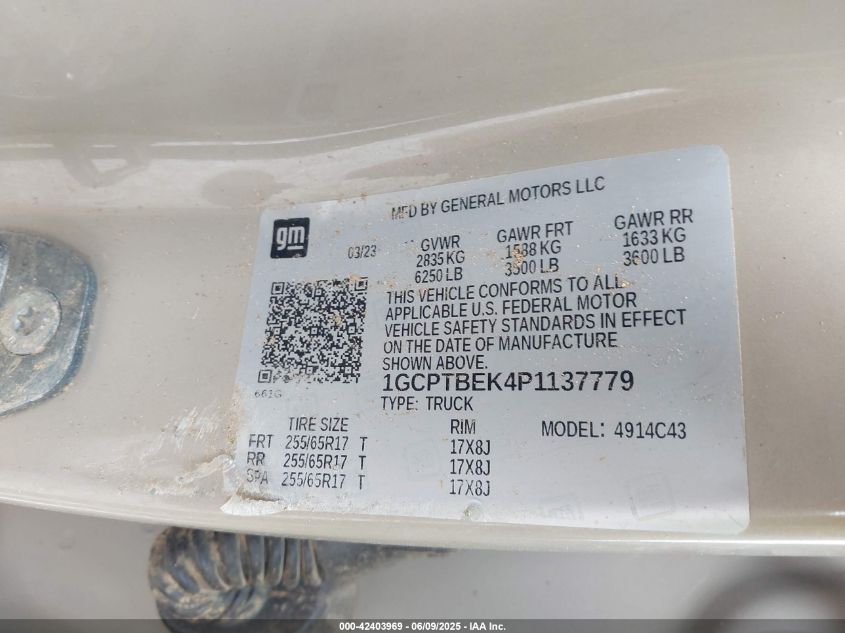 gm
MFD BY GENERAL MOTORS LLC
03/23
GVWR GAWR FRT GAWR RR
2835 KG 1588 KG 1633 KG
6250 LB 3500 LB 3600 LB
THIS VEHICLE CONFORMS TO ALL
APPLICABLE U.S. FEDERAL MOTOR
VEHICLE SAFETY STANDARDS IN EFFECT
ON THE DATE OF MANUFACTURE
SHOWN ABOVE.
661G
1GCPTBEK4P1137779
TYPE: TRUCK
TIRE SIZE RIM MODEL: 4914C43
FRT 255/65R17 T 17X8J
RR 255/65R17 T 17X8J
SPA 255/65R17 T 17X8J
000-42403969 - 06/09/2025 - IAA Inc.